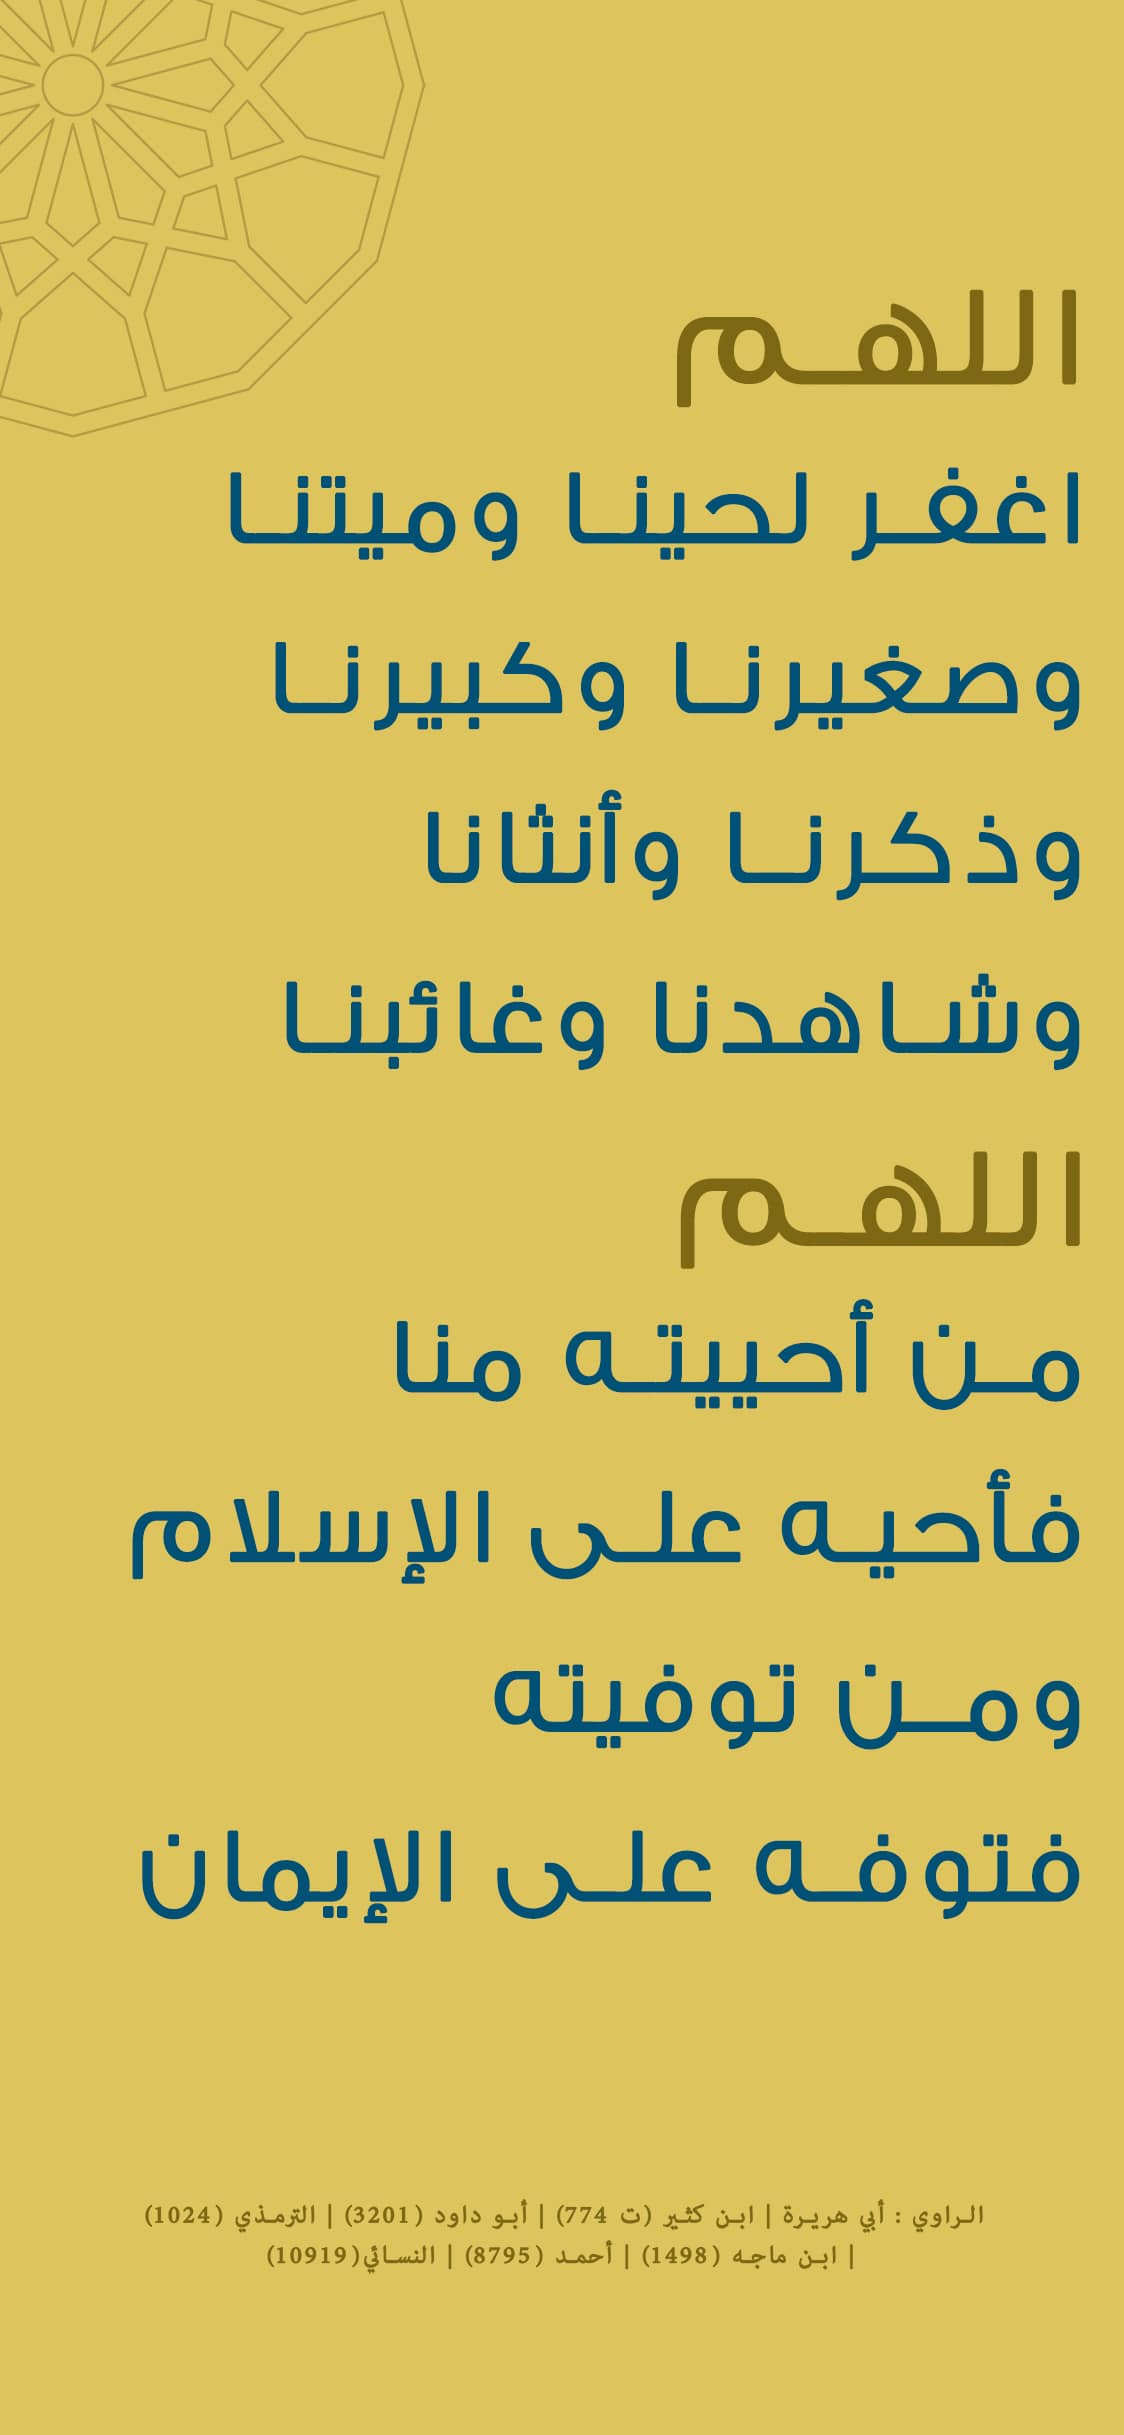 اللهم
اغفر لحينا وميتنا
وصغيرنا وكبيرنا
وذكرنا وأنثانا
وشاهدنا وغائبنا
اللهم
من أحييته منا
فأحيه على الإسلام
ومن توفيته
فتوفه على الإيمان
الراوي : أبي هريرة | ابن كثير (ت 774) | أبو داود (3201) | الترمذي (1024)
| ابن ماجه (1498) | أحمد (8795) | النسائي(10919)